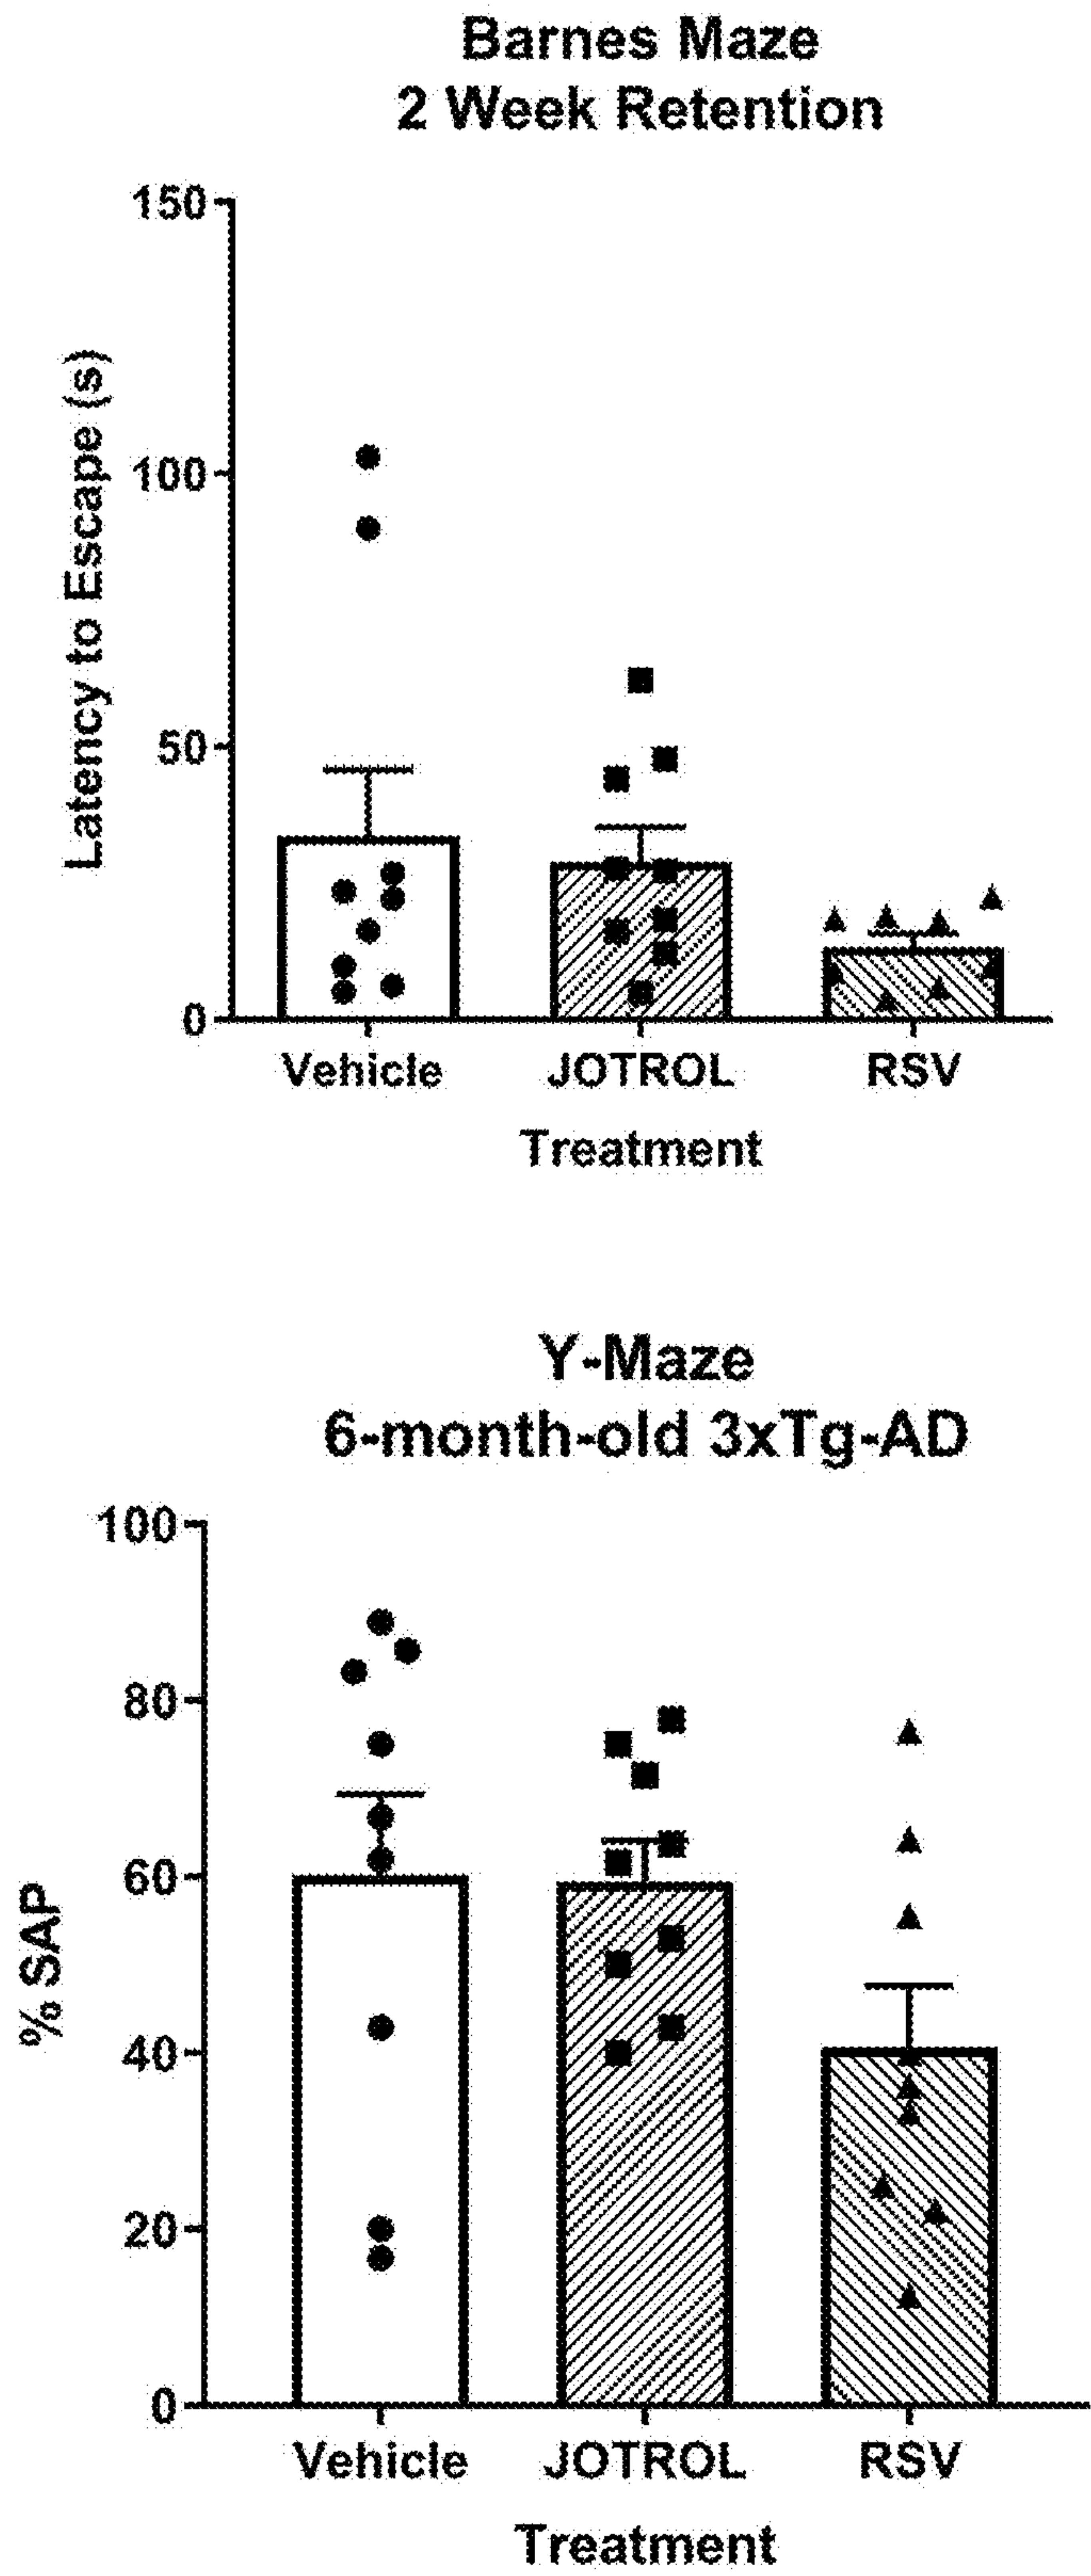 Barnes Maze
2 Week Retention
150
100
50
0
Latency to Escape (s)
Vehicle
JOTROL
RSV
Treatment
Y-Maze
6-month-old 3xTg-AD
100
80
60
40
20
0
% SAP
Vehicle
JOTROL
RSV
Treatment